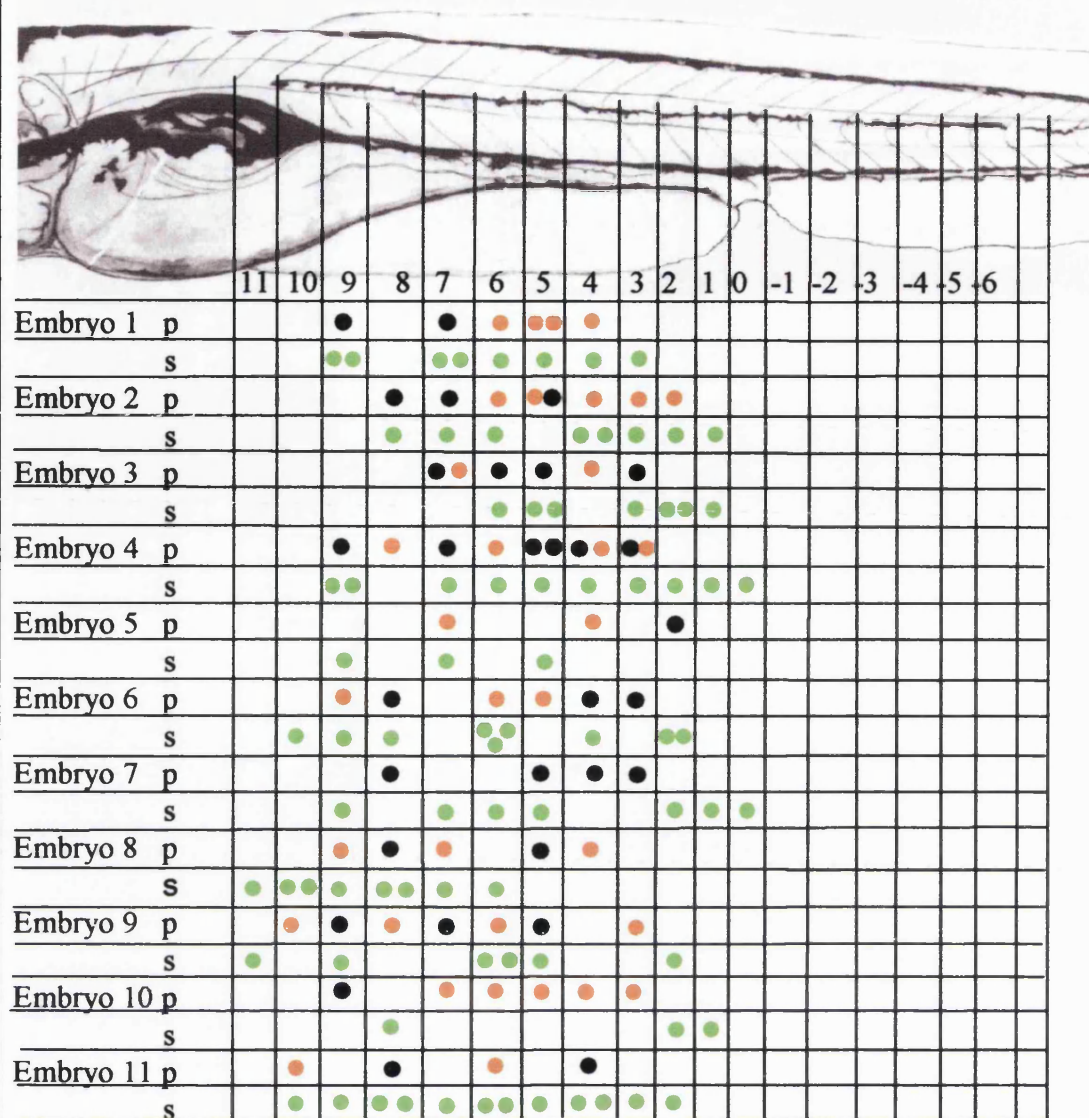 11 10 9 8 7 6 5 4 3 2 1 0 -1 -2 -3 -4 -5 -6
Embryo 1 p
s
Embryo 2 p
s
Embryo 3 p
s
Embryo 4 p
s
Embryo 5 p
s
Embryo 6 p
s
Embryo 7 p
s
Embryo 8 p
s
Embryo 9 p
s
Embryo 10 p
s
Embryo 11 p
s